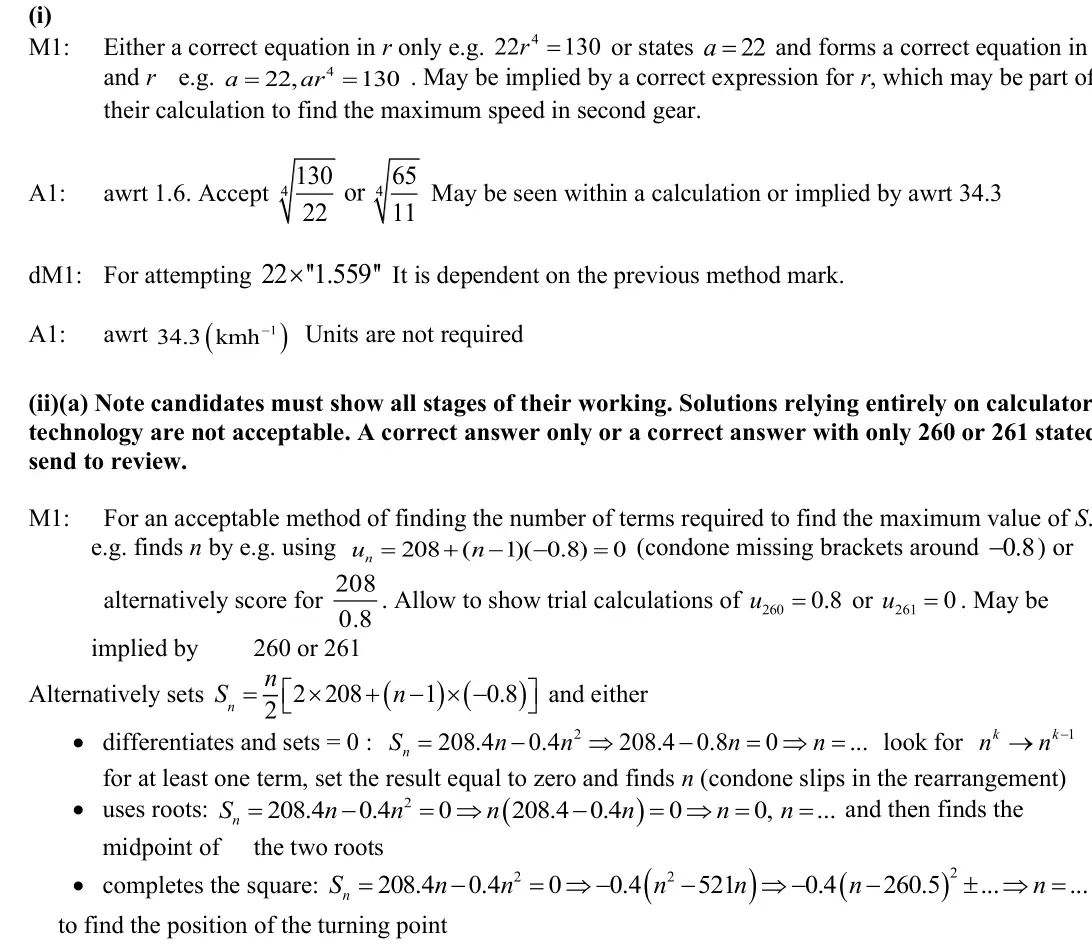 (i)
M1: Either a correct equation in r only e.g. 22r⁴ = 130 or states a = 22 and forms a correct equation in
and r e.g. a = 22, ar⁴ = 130 . May be implied by a correct expression for r, which may be part of
their calculation to find the maximum speed in second gear.
A1: awrt 1.6. Accept ⁴√(130/22) or ⁴√(65/11) May be seen within a calculation or implied by awrt 34.3
dM1: For attempting 22×"1.559" It is dependent on the previous method mark.
A1: awrt 34.3 (kmh⁻¹) Units are not required
(ii)(a) Note candidates must show all stages of their working. Solutions relying entirely on calculator
technology are not acceptable. A correct answer only or a correct answer with only 260 or 261 stated
send to review.
M1: For an acceptable method of finding the number of terms required to find the maximum value of S.
e.g. finds n by e.g. using uₙ = 208 + (n − 1)(−0.8) = 0 (condone missing brackets around −0.8) or
alternatively score for 208/0.8 . Allow to show trial calculations of u₂₆₀ = 0.8 or u₂₆₁ = 0 . May be
implied by 260 or 261
Alternatively sets Sₙ = n/2 [2×208 + (n − 1)×(−0.8)] and either
• differentiates and sets = 0 : Sₙ = 208.4n − 0.4n² ⇒ 208.4 − 0.8n = 0 ⇒ n = ... look for nᵏ → nᵏ⁻¹
for at least one term, set the result equal to zero and finds n (condone slips in the rearrangement)
• uses roots: Sₙ = 208.4n − 0.4n² = 0 ⇒ n(208.4 − 0.4n) = 0 ⇒ n = 0, n = ... and then finds the
midpoint of the two roots
• completes the square: Sₙ = 208.4n − 0.4n² = 0 ⇒ −0.4(n² − 521n) ⇒ −0.4(n − 260.5)² ± ... ⇒ n = ...
to find the position of the turning point